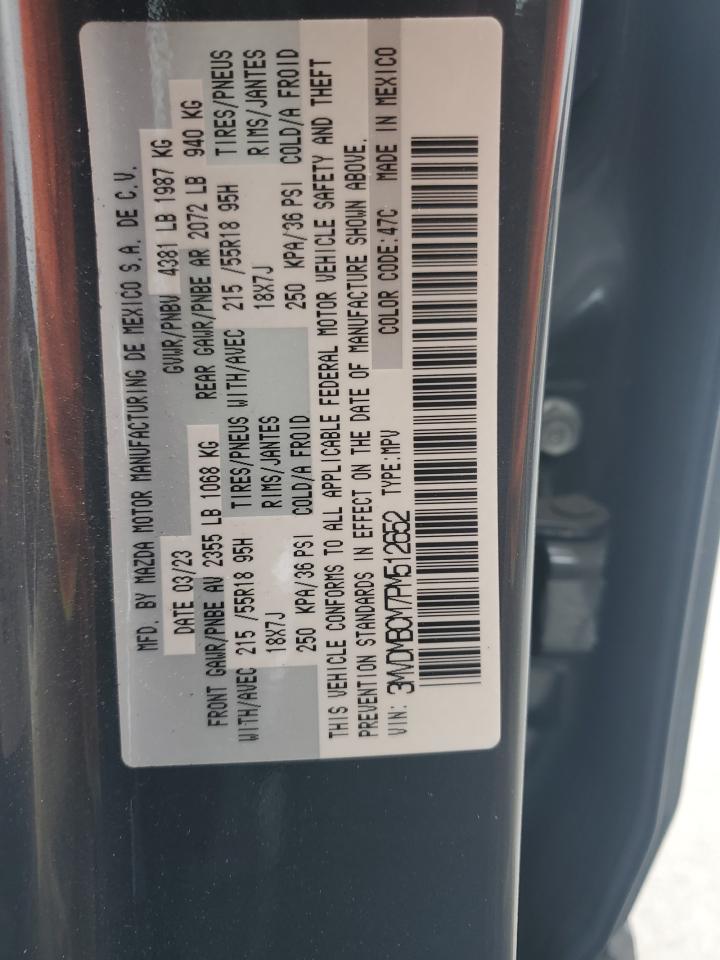 MFD. BY MAZDA MOTOR MANUFACTURING DE MEXICO S.A. DE C.V.
DATE 03/23 GVWR/PNBV 4381 LB 1987 KG
FRONT GAWR/PNBE AV 2355 LB 1068 KG REAR GAWR/PNBE AR 2072 LB 940 KG
WITH/AVEC 215 /55R18 95H TIRES/PNEUS WITH/AVEC 215 /55R18 95H TIRES/PNEUS
18X7J RIMS/JANTES 18X7J RIMS/JANTES
250 KPA/36 PSI COLD/A FROID 250 KPA/36 PSI COLD/A FROID
THIS VEHICLE CONFORMS TO ALL APPLICABLE FEDERAL MOTOR VEHICLE SAFETY AND THEFT
PREVENTION STANDARDS IN EFFECT ON THE DATE OF MANUFACTURE SHOWN ABOVE.
VIN: 3MVDMBCM7PM512652 TYPE:MPV COLOR CODE:47C MADE IN MEXICO